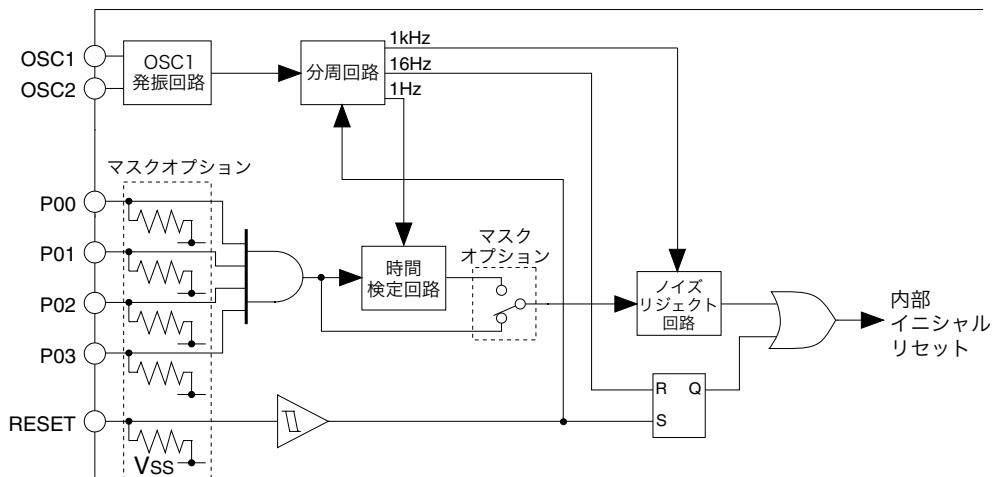 OSC1
OSC2
OSC1
発振回路
分周回路
1kHz
16Hz
1Hz
マスクオプション
P00
P01
P02
P03
RESET
VSS
時間
検定回路
マスク
オプション
ノイズ
リジェクト
回路
R Q
S
内部
イニシャル
リセット